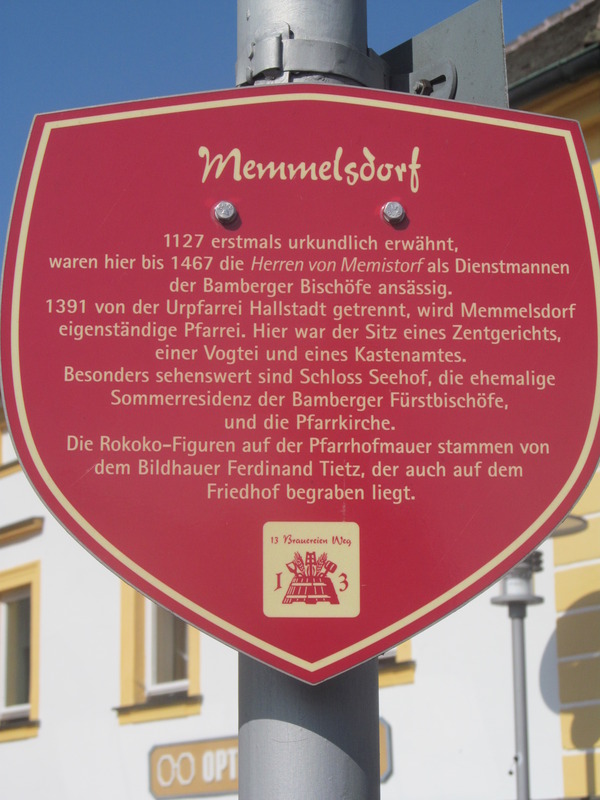 Memmelsdorf
1127 erstmals urkundlich erwähnt,
waren hier bis 1467 die Herren von Memistorf als Dienstmannen
der Bamberger Bischöfe ansässig.
1391 von der Urpfarrei Hallstadt getrennt, wird Memmelsdorf
eigenständige Pfarrei. Hier war der Sitz eines Zentgerichts,
einer Vogtei und eines Kastenamtes.
Besonders sehenswert sind Schloss Seehof, die ehemalige
Sommerresidenz der Bamberger Fürstbischöfe,
und die Pfarrkirche.
Die Rokoko-Figuren auf der Pfarrhofmauer stammen von
dem Bildhauer Ferdinand Tietz, der auch auf dem
Friedhof begraben liegt.
13 Brauereien Weg
13
OPT